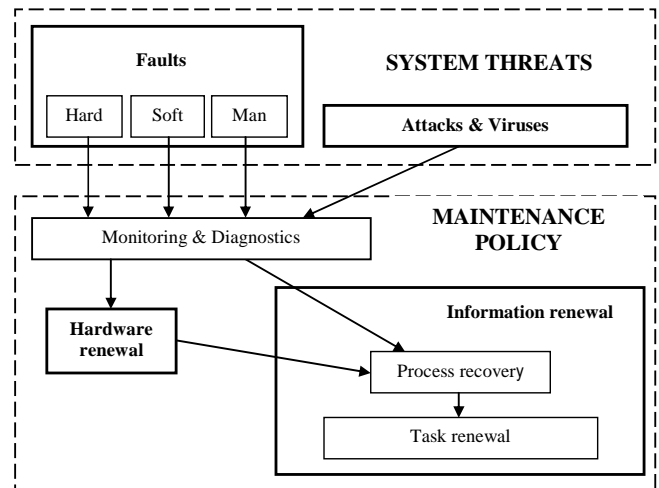 Faults
SYSTEM THREATS
Hard Soft Man
Attacks & Viruses
MAINTENANCE
POLICY
Monitoring & Diagnostics
Information renewal
Hardware
renewal
Process recovery
Task renewal